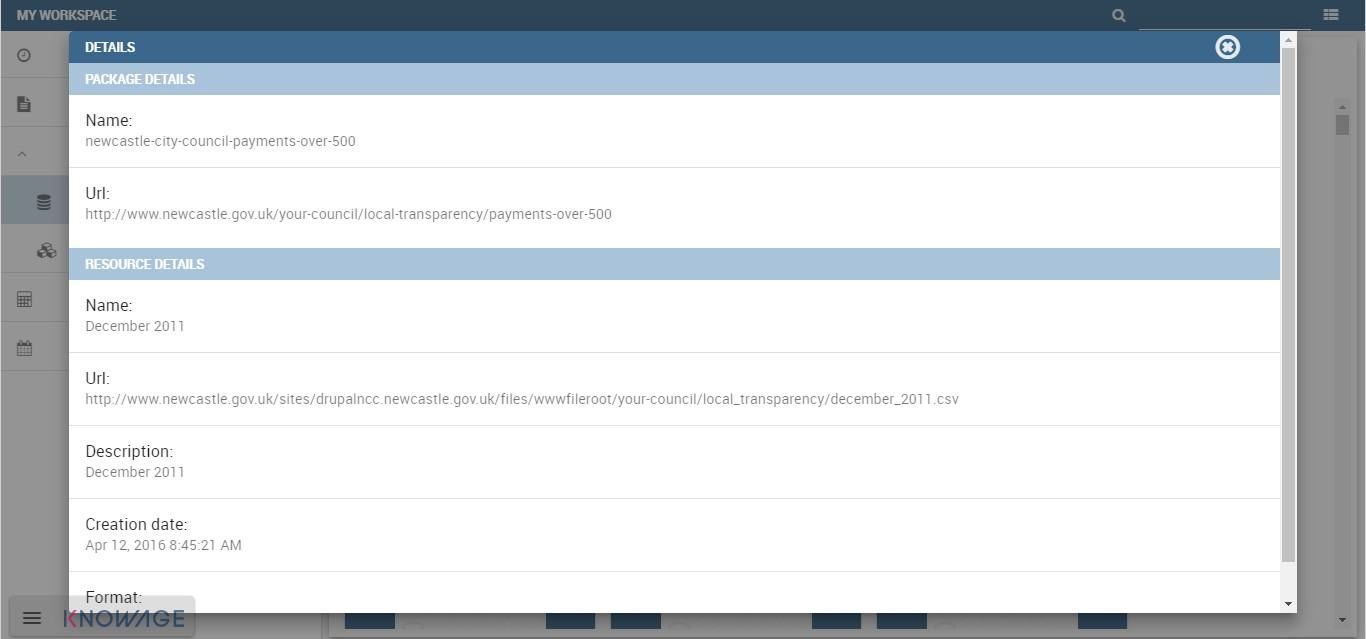 MY WORKSPACE
DETAILS
PACKAGE DETAILS
Name:
newcastle-city-council-payments-over-500
Url:
http://www.newcastle.gov.uk/your-council/local-transparency/payments-over-500
RESOURCE DETAILS
Name:
December 2011
Url:
http://www.newcastle.gov.uk/sites/drupalncc.newcastle.gov.uk/files/wwwfileroot/your-council/local_transparency/december_2011.csv
Description:
December 2011
Creation date:
Apr 12, 2016 8:45:21 AM
Format:
KNOWAGE